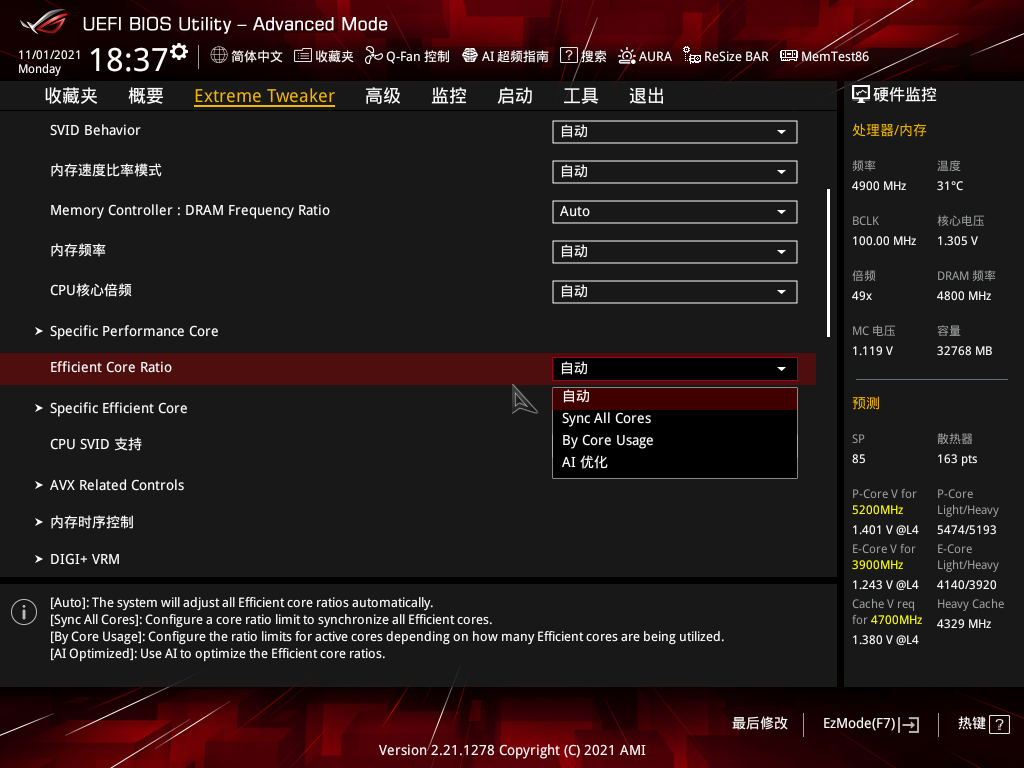 UEFI BIOS Utility – Advanced Mode
11/01/2021
Monday
18:37
简体中文
收藏夹
Q-Fan 控制
AI 超频指南
? 搜索
AURA
ReSize BAR
MemTest86
收藏夹 概要 Extreme Tweaker 高级 监控 启动 工具 退出
SVID Behavior 自动
内存速度比率模式 自动
Memory Controller : DRAM Frequency Ratio Auto
内存频率 自动
CPU核心倍频 自动
Specific Performance Core
Efficient Core Ratio 自动
自动
Sync All Cores
By Core Usage
AI 优化
Specific Efficient Core
CPU SVID 支持
AVX Related Controls
内存时序控制
DIGI+ VRM
[Auto]: The system will adjust all Efficient core ratios automatically.
[Sync All Cores]: Configure a core ratio limit to synchronize all Efficient cores.
[By Core Usage]: Configure the ratio limits for active cores depending on how many Efficient cores are being utilized.
[AI Optimized]: Use AI to optimize the Efficient core ratios.
硬件监控
处理器/内存
频率 温度
4900 MHz 31°C
BCLK 核心电压
100.00 MHz 1.305 V
倍频 DRAM 频率
49x 4800 MHz
MC 电压 容量
1.119 V 32768 MB
预测
SP 散热器
85 163 pts
P-Core V for P-Core
5200MHz Light/Heavy
1.401 V @L4 5474/5193
E-Core V for E-Core
3900MHz Light/Heavy
1.243 V @L4 4140/3920
Cache V req Heavy Cache
for 4700MHz 4329 MHz
1.380 V @L4
最后修改
EzMode(F7)
热键 ?
Version 2.21.1278 Copyright (C) 2021 AMI